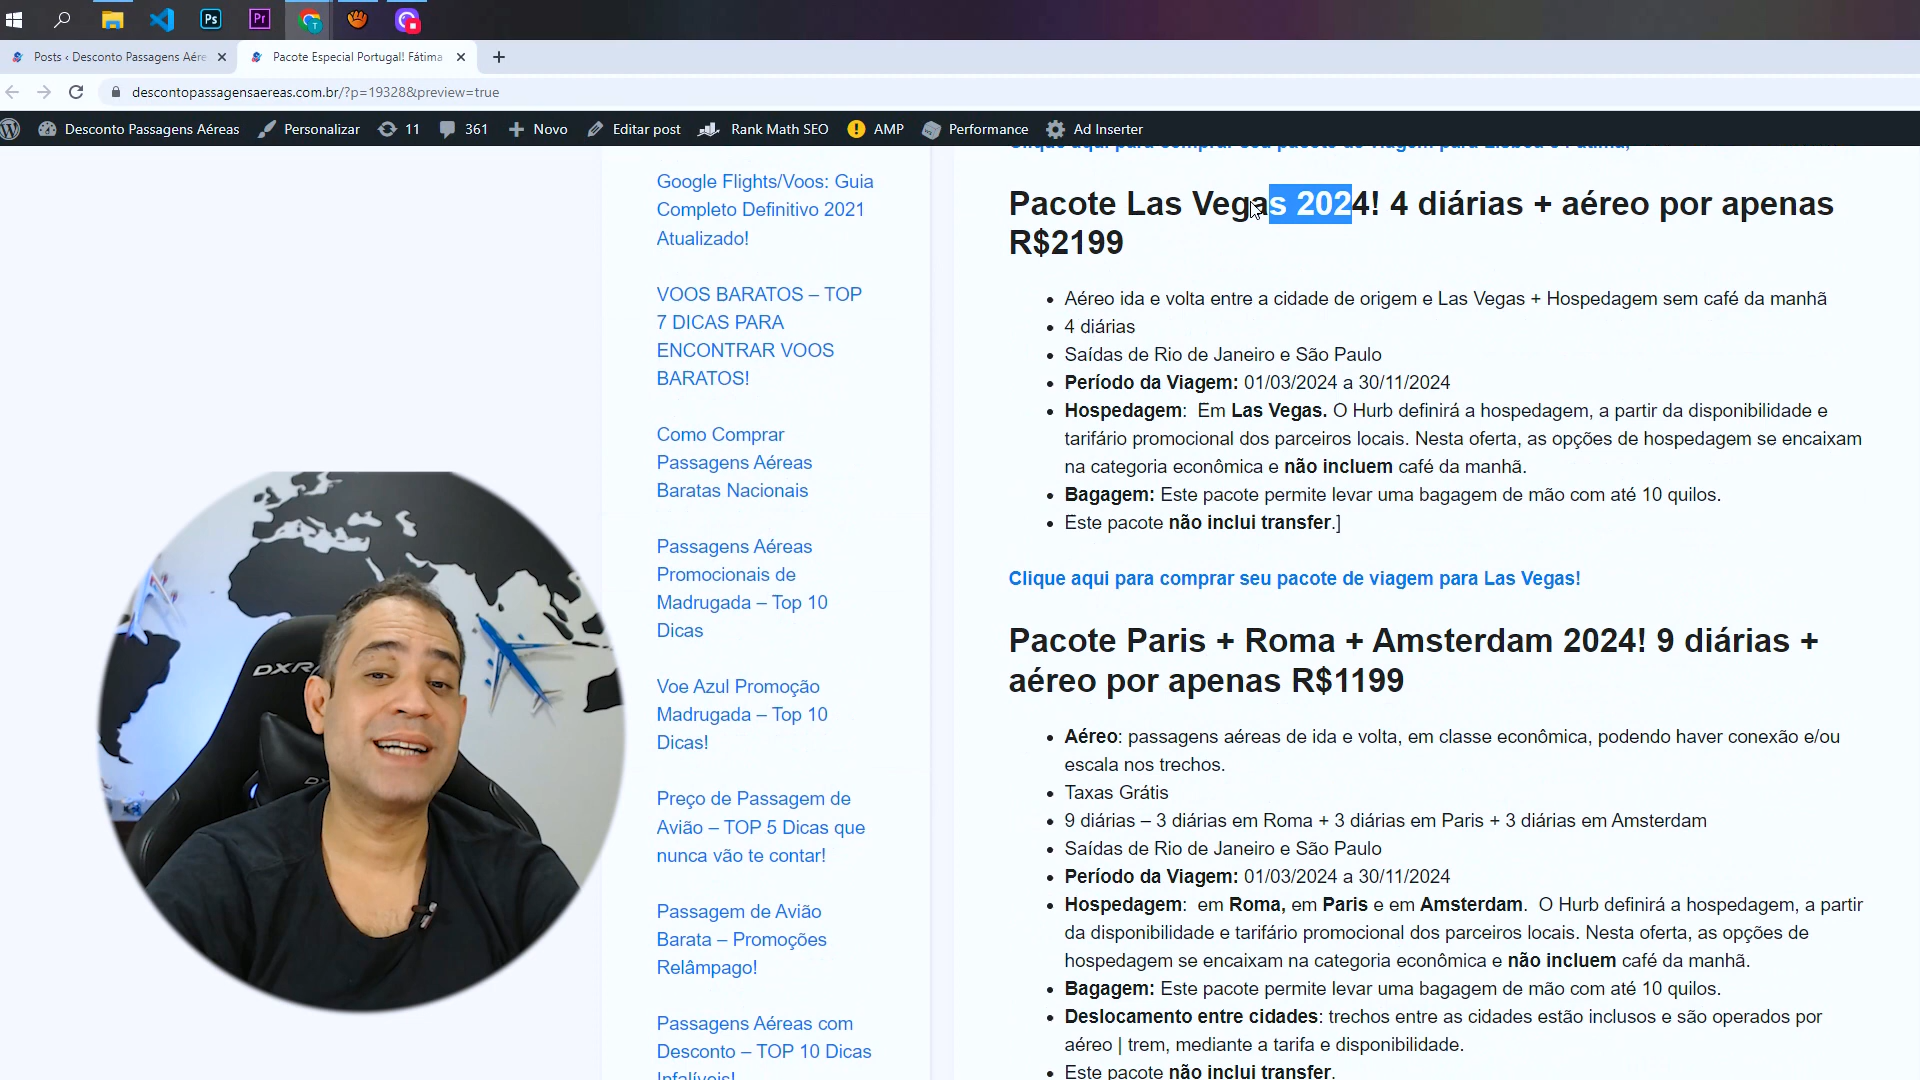 Ps
Pr
Posts ‹ Desconto Passagens Aére
Pacote Especial Portugal! Fátima
descontopassagensaereas.com.br/?p=19328&preview=true
Desconto Passagens Aéreas
Personalizar
11
361
Novo
Editar post
Rank Math SEO
AMP
Performance
Ad Inserter
Google Flights/Voos: Guia
Completo Definitivo 2021
Atualizado!
VOOS BARATOS – TOP
7 DICAS PARA
ENCONTRAR VOOS
BARATOS!
Como Comprar
Passagens Aéreas
Baratas Nacionais
Passagens Aéreas
Promocionais de
Madrugada – Top 10
Dicas
Voe Azul Promoção
Madrugada – Top 10
Dicas!
Preço de Passagem de
Avião – TOP 5 Dicas que
nunca vão te contar!
Passagem de Avião
Barata – Promoções
Relâmpago!
Passagens Aéreas com
Desconto – TOP 10 Dicas
Infalíveis!
Clique aqui para comprar seu pacote de viagem para Lisboa e Fátima,
Pacote Las Vegas 2024! 4 diárias + aéreo por apenas
R$2199
Aéreo ida e volta entre a cidade de origem e Las Vegas + Hospedagem sem café da manhã
4 diárias
Saídas de Rio de Janeiro e São Paulo
Período da Viagem: 01/03/2024 a 30/11/2024
Hospedagem:  Em Las Vegas. O Hurb definirá a hospedagem, a partir da disponibilidade e
tarifário promocional dos parceiros locais. Nesta oferta, as opções de hospedagem se encaixam
na categoria econômica e não incluem café da manhã.
Bagagem: Este pacote permite levar uma bagagem de mão com até 10 quilos.
Este pacote não inclui transfer.]
Clique aqui para comprar seu pacote de viagem para Las Vegas!
Pacote Paris + Roma + Amsterdam 2024! 9 diárias +
aéreo por apenas R$1199
Aéreo: passagens aéreas de ida e volta, em classe econômica, podendo haver conexão e/ou
escala nos trechos.
Taxas Grátis
9 diárias – 3 diárias em Roma + 3 diárias em Paris + 3 diárias em Amsterdam
Saídas de Rio de Janeiro e São Paulo
Período da Viagem: 01/03/2024 a 30/11/2024
Hospedagem:  em Roma, em Paris e em Amsterdam.  O Hurb definirá a hospedagem, a partir
da disponibilidade e tarifário promocional dos parceiros locais. Nesta oferta, as opções de
hospedagem se encaixam na categoria econômica e não incluem café da manhã.
Bagagem: Este pacote permite levar uma bagagem de mão com até 10 quilos.
Deslocamento entre cidades: trechos entre as cidades estão inclusos e são operados por
aéreo | trem, mediante a tarifa e disponibilidade.
Este pacote não inclui transfer.